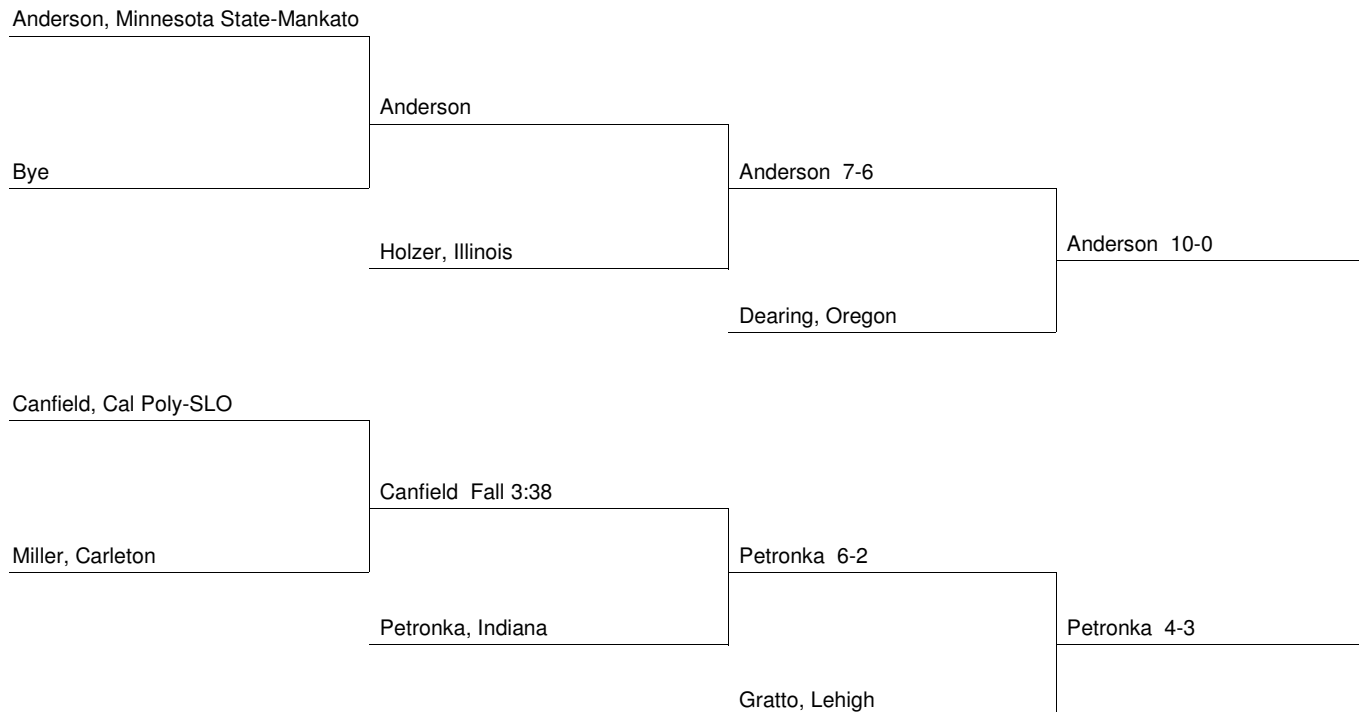 Anderson, Minnesota State-Mankato
Anderson
Bye
Anderson 7-6
Holzer, Illinois
Anderson 10-0
Dearing, Oregon
Canfield, Cal Poly-SLO
Canfield Fall 3:38
Miller, Carleton
Petronka 6-2
Petronka, Indiana
Petronka 4-3
Gratto, Lehigh